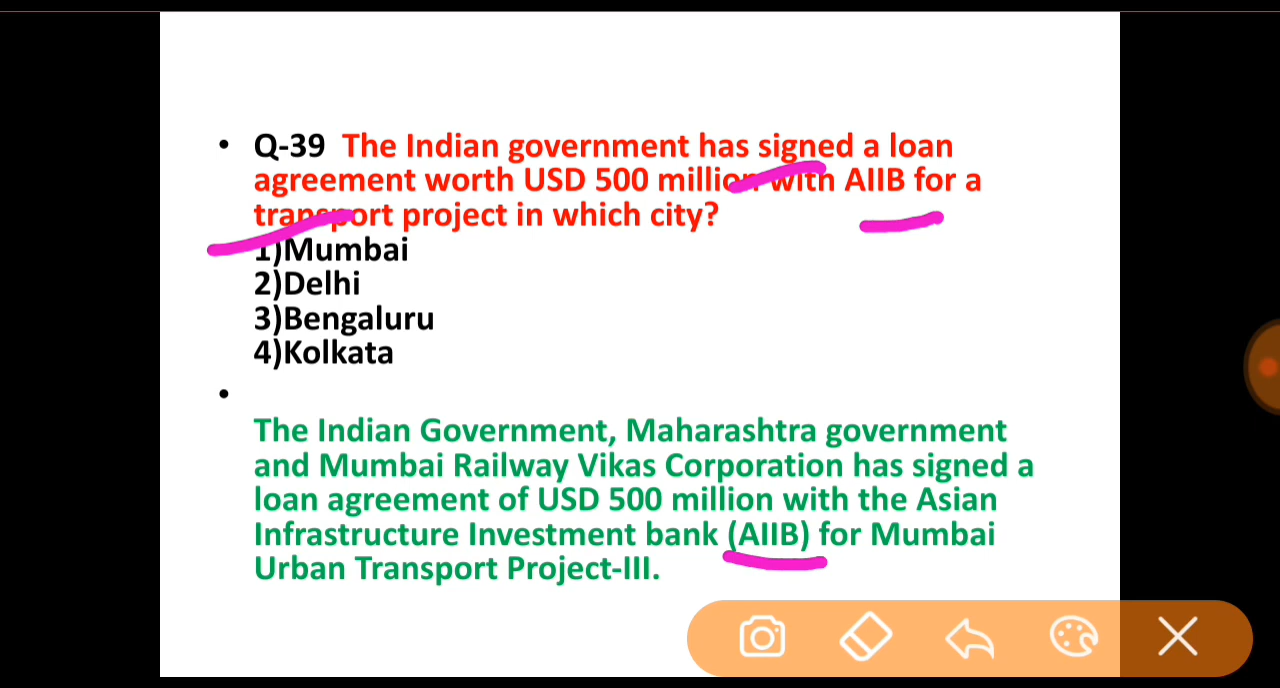 • Q-39 The Indian government has signed a loan
agreement worth USD 500 million with AIIB for a
transport project in which city?
1)Mumbai
2)Delhi
3)Bengaluru
4)Kolkata
•
The Indian Government, Maharashtra government
and Mumbai Railway Vikas Corporation has signed a
loan agreement of USD 500 million with the Asian
Infrastructure Investment bank (AIIB) for Mumbai
Urban Transport Project-III.